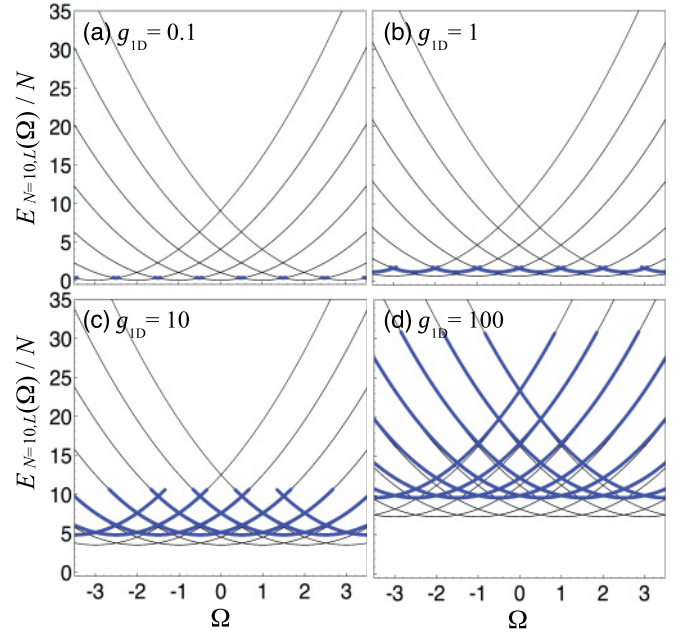 (a) g1D = 0.1
(b) g1D = 1
E N=10,L(Ω) / N
35
30
25
20
15
10
5
0
(c) g1D = 10
(d) g1D = 100
E N=10,L(Ω) / N
35
30
25
20
15
10
5
0
-3 -2 -1 0 1 2 3
-3 -2 -1 0 1 2 3
Ω
Ω